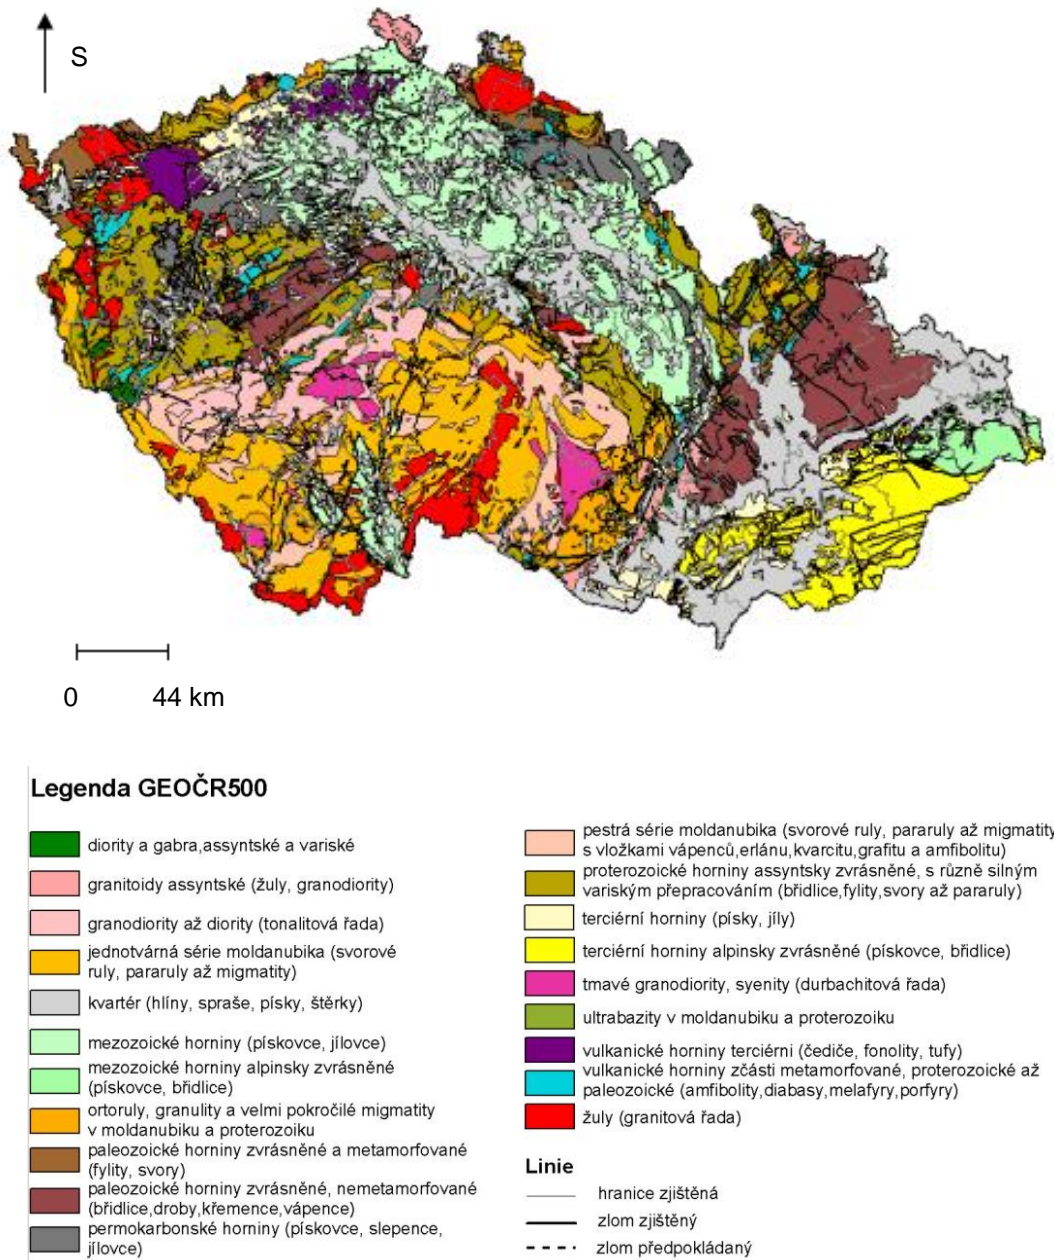 S
0 44 km
Legenda GEOČR500
diority a gabra,assyntské a variské
granitoidy assyntské (žuly, granodiority)
granodiority až diority (tonalitová řada)
jednotvárná série moldanubika (svorové
ruly, pararuly až migmatity)
kvartér (hlíny, spraše, písky, štěrky)
mezozoické horniny (pískovce, jílovce)
mezozoické horniny alpinsky zvrásněné
(pískovce, břidlice)
ortoruly, granulity a velmi pokročilé migmatity
v moldanubiku a proterozoiku
paleozoické horniny zvrásněné a metamorfované
(fylity, svory)
paleozoické horniny zvrásněné, nemetamorfované
(břidlice,droby,křemence,vápence)
permokarbonské horniny (pískovce, slepence,
jílovce)
pestrá série moldanubika (svorové ruly, pararuly až migmatity
s vložkami vápenců,erlánu,kvarcitu,grafitu a amfibolitu)
proterozoické horniny assyntsky zvrásněné, s různě silným
variským přepracováním (břidlice,fylity,svory až pararuly)
terciérní horniny (písky, jíly)
terciérní horniny alpinsky zvrásněné (pískovce, břidlice)
tmavé granodiority, syenity (durbachitová řada)
ultrabazity v moldanubiku a proterozoiku
vulkanické horniny terciérni (čediče, fonolity, tufy)
vulkanické horniny zčásti metamorfované, proterozoické až
paleozoické (amfibolity,diabasy,melafyry,porfyry)
žuly (granitová řada)
Linie
hranice zjištěná
zlom zjištěný
zlom předpokládaný